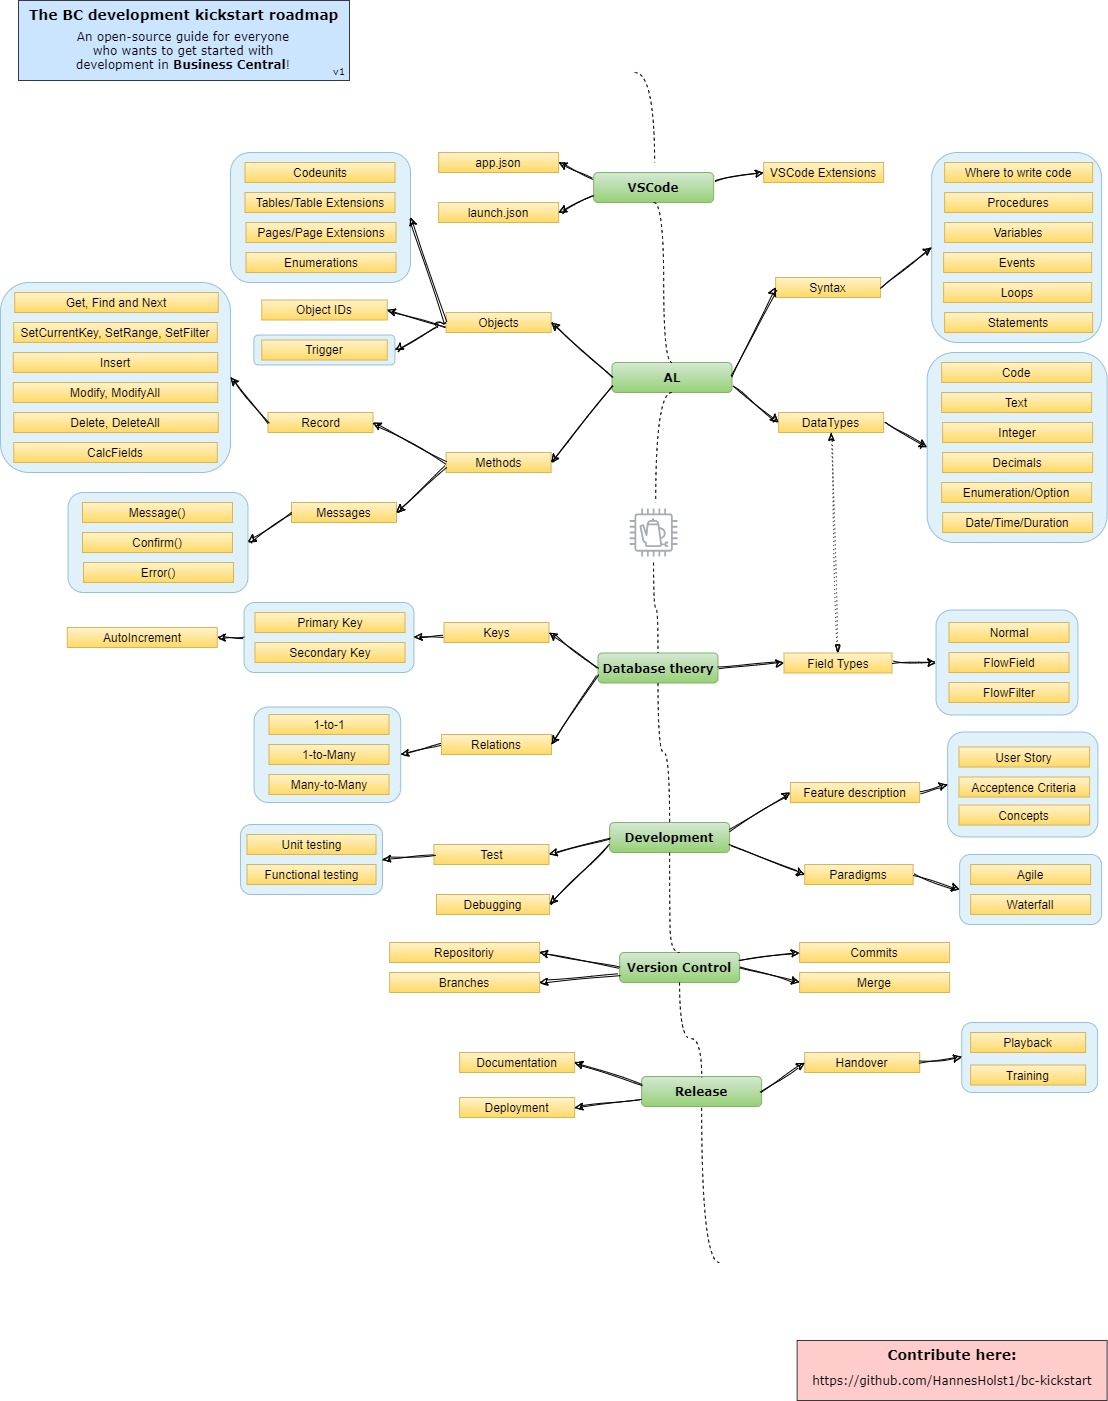 The BC development kickstart roadmap
An open-source guide for everyone
who wants to get started with
development in Business Central!
v1
VSCode
app.json
launch.json
VSCode Extensions
AL
Objects
Codeunits
Tables/Table Extensions
Pages/Page Extensions
Enumerations
Object IDs
Trigger
Methods
Record
Get, Find and Next
SetCurrentKey, SetRange, SetFilter
Insert
Modify, ModifyAll
Delete, DeleteAll
CalcFields
Messages
Message()
Confirm()
Error()
Syntax
Where to write code
Procedures
Variables
Events
Loops
Statements
DataTypes
Code
Text
Integer
Decimals
Enumeration/Option
Date/Time/Duration
Database theory
Keys
Primary Key
Secondary Key
AutoIncrement
Relations
1-to-1
1-to-Many
Many-to-Many
Field Types
Normal
FlowField
FlowFilter
Development
Test
Unit testing
Functional testing
Debugging
Feature description
User Story
Acceptence Criteria
Concepts
Paradigms
Agile
Waterfall
Version Control
Repositoriy
Branches
Commits
Merge
Release
Documentation
Deployment
Handover
Playback
Training
Contribute here:
https://github.com/HannesHolst1/bc-kickstart